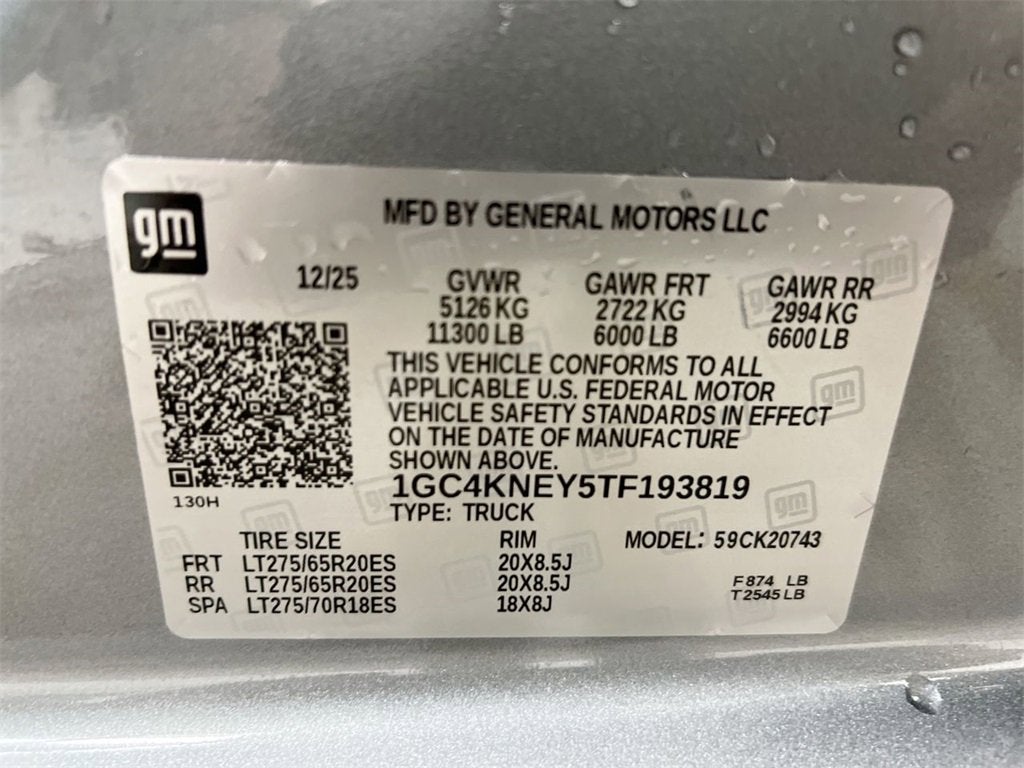 gm
MFD BY GENERAL MOTORS LLC
12/25 GVWR GAWR FRT GAWR RR
5126 KG 2722 KG 2994 KG
11300 LB 6000 LB 6600 LB
THIS VEHICLE CONFORMS TO ALL
APPLICABLE U.S. FEDERAL MOTOR
VEHICLE SAFETY STANDARDS IN EFFECT
ON THE DATE OF MANUFACTURE
SHOWN ABOVE.
1GC4KNEY5TF193819
130H
TYPE: TRUCK
TIRE SIZE RIM MODEL: 59CK20743
FRT LT275/65R20ES 20X8.5J
RR LT275/65R20ES 20X8.5J
SPA LT275/70R18ES 18X8J
F 874 LB
T 2545 LB